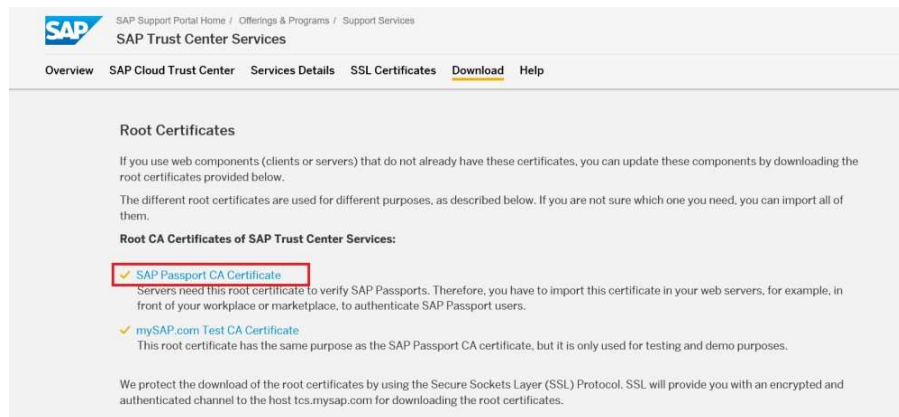 SAP
SAP Support Portal Home / Offerings & Programs / Support Services
SAP Trust Center Services
Overview SAP Cloud Trust Center Services Details SSL Certificates Download Help
Root Certificates
If you use web components (clients or servers) that do not already have these certificates, you can update these components by downloading the
root certificates provided below.
The different root certificates are used for different purposes, as described below. If you are not sure which one you need, you can import all of
them.
Root CA Certificates of SAP Trust Center Services:
SAP Passport CA Certificate
Servers need this root certificate to verify SAP Passports. Therefore, you have to import this certificate in your web servers, for example, in
front of your workplace or marketplace, to authenticate SAP Passport users.
mySAP.com Test CA Certificate
This root certificate has the same purpose as the SAP Passport CA certificate, but it is only used for testing and demo purposes.
We protect the download of the root certificates by using the Secure Sockets Layer (SSL) Protocol. SSL will provide you with an encrypted and
authenticated channel to the host tcs.mysap.com for downloading the root certificates.